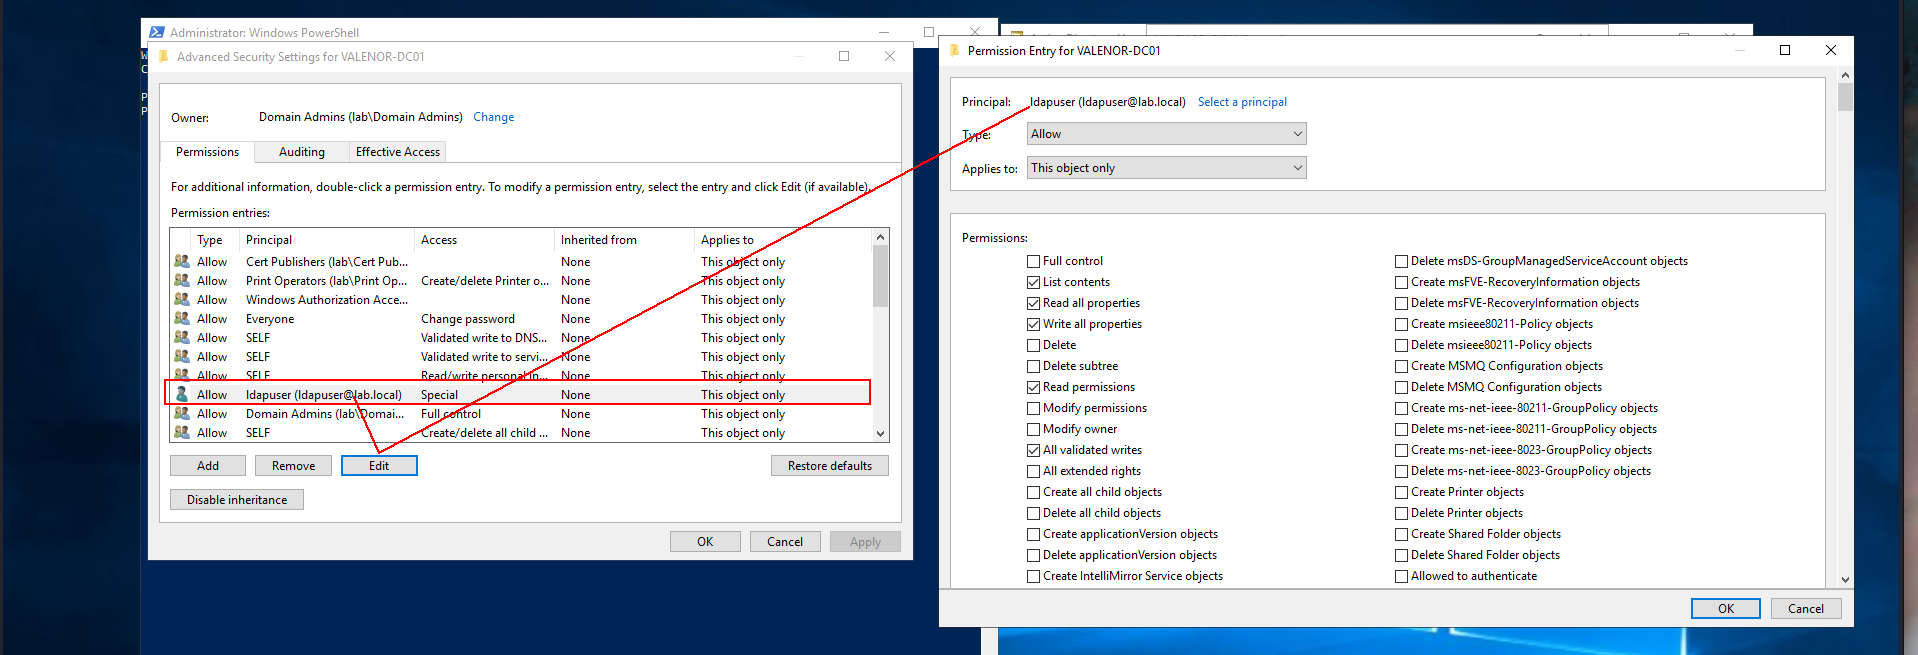 Administrator: Windows PowerShell
Advanced Security Settings for VALENOR-DC01
Owner: Domain Admins (lab\Domain Admins) Change
Permissions Auditing Effective Access
For additional information, double-click a permission entry. To modify a permission entry, select the entry and click Edit (if available).
Permission entries:
Type Principal Access Inherited from Applies to
Allow Cert Publishers (lab\Cert Pub... None This object only
Allow Print Operators (lab\Print Op... Create/delete Printer o... None This object only
Allow Windows Authorization Acce... None This object only
Allow Everyone Change password None This object only
Allow SELF Validated write to DNS... None This object only
Allow SELF Validated write to servi... None This object only
Allow SELF Read/write personal in... None This object only
Allow ldapuser (ldapuser@lab.local) Special None This object only
Allow Domain Admins (lab\Domai... Full control None This object only
Allow SELF Create/delete all child ... None This object only
Add Remove Edit Restore defaults
Disable inheritance
OK Cancel Apply
Permission Entry for VALENOR-DC01
Principal: ldapuser (ldapuser@lab.local) Select a principal
Type: Allow
Applies to: This object only
Permissions:
Full control
List contents
Read all properties
Write all properties
Delete
Delete subtree
Read permissions
Modify permissions
Modify owner
All validated writes
All extended rights
Create all child objects
Delete all child objects
Create applicationVersion objects
Delete applicationVersion objects
Create IntelliMirror Service objects
Delete msDS-GroupManagedServiceAccount objects
Create msFVE-RecoveryInformation objects
Delete msFVE-RecoveryInformation objects
Create msieee80211-Policy objects
Delete msieee80211-Policy objects
Create MSMQ Configuration objects
Delete MSMQ Configuration objects
Create ms-net-ieee-80211-GroupPolicy objects
Delete ms-net-ieee-80211-GroupPolicy objects
Create ms-net-ieee-8023-GroupPolicy objects
Delete ms-net-ieee-8023-GroupPolicy objects
Create Printer objects
Delete Printer objects
Create Shared Folder objects
Delete Shared Folder objects
Allowed to authenticate
OK Cancel